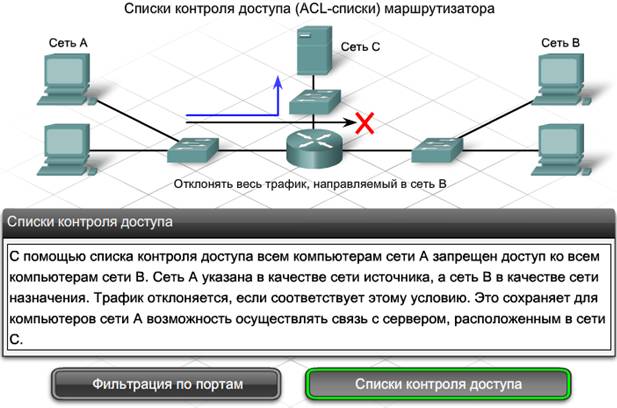 Списки контроля доступа (ACL-списки) маршрутизатора
Сеть A
Сеть C
Сеть B
Отклонять весь трафик, направляемый в сеть B
Списки контроля доступа
С помощью списка контроля доступа всем компьютерам сети A запрещен доступ ко всем
компьютерам сети B. Сеть A указана в качестве сети источника, а сеть B в качестве сети
назначения. Трафик отклоняется, если соответствует этому условию. Это сохраняет для
компьютеров сети A возможность осуществлять связь с сервером, расположенным в сети
C.
Фильтрация по портам
Списки контроля доступа